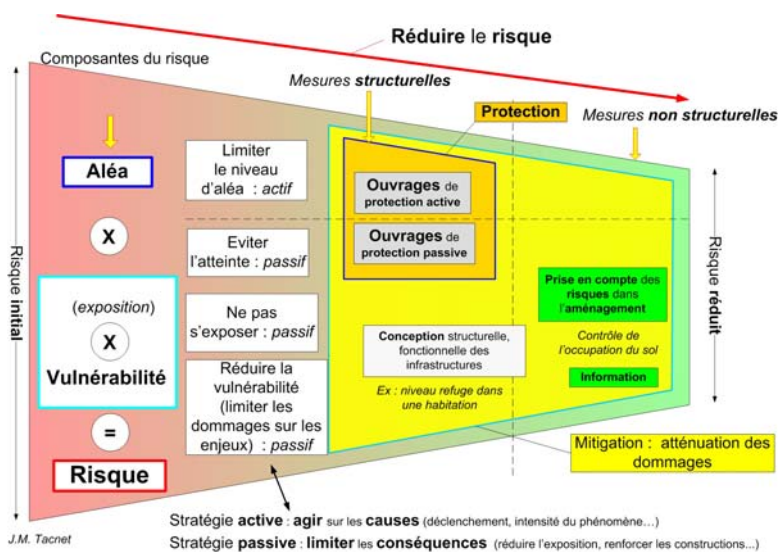 Réduire le risque
Composantes du risque
Mesures structurelles
Protection
Mesures non structurelles
Risque initial
Aléa
X
(exposition)
X
Vulnérabilité
=
Risque
Limiter
le niveau
d'aléa : actif
Eviter
l'atteinte : passif
Ne pas
s'exposer : passif
Réduire la
vulnérabilité
(limiter les
dommages sur les
enjeux) : passif
Ouvrages de
protection active
Ouvrages de
protection passive
Conception structurelle,
fonctionnelle des
infrastructures
Ex : niveau refuge dans
une habitation
Prise en compte des
risques dans
l'aménagement
Contrôle de
l'occupation du sol
Information
Risque réduit
Mitigation : atténuation des
dommages
Stratégie active : agir sur les causes (déclenchement, intensité du phénomène…)
Stratégie passive : limiter les conséquences (réduire l'exposition, renforcer les constructions...)
J.M. Tacnet